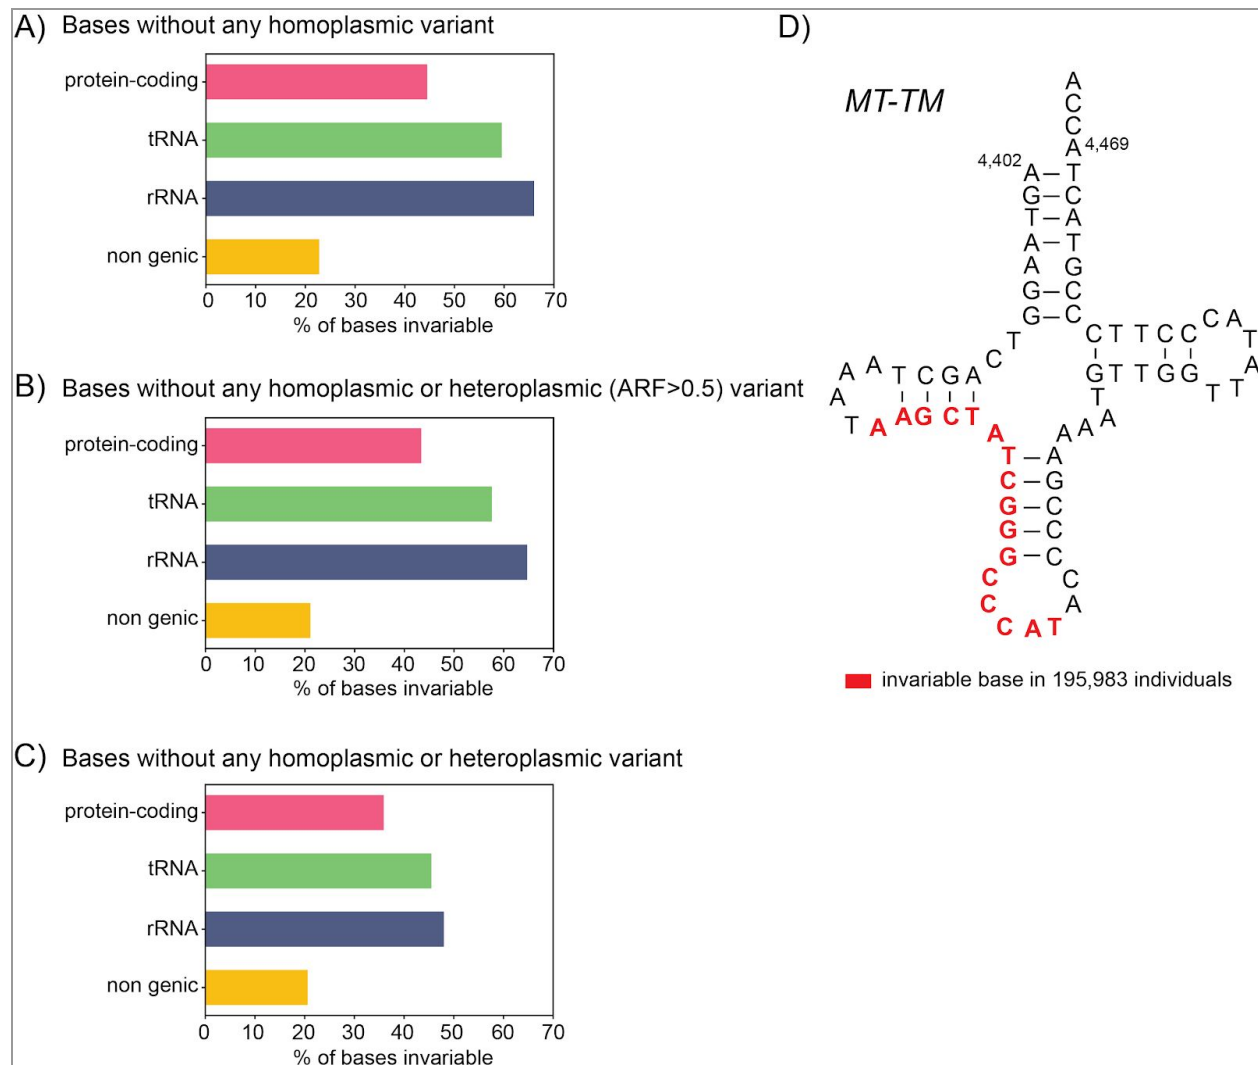 A) Bases without any homoplasmic variant
protein-coding
tRNA
rRNA
non genic
0 10 20 30 40 50 60 70
% of bases invariable
B) Bases without any homoplasmic or heteroplasmic (ARF>0.5) variant
protein-coding
tRNA
rRNA
non genic
0 10 20 30 40 50 60 70
% of bases invariable
C) Bases without any homoplasmic or heteroplasmic variant
protein-coding
tRNA
rRNA
non genic
0 10 20 30 40 50 60 70
% of bases invariable
D)
MT-TM
A
C
C
A 4,469
4,402 A T
G C
T A
A T
A G
G C
G C
T C T T C C C A T
A A T C G A C A
A G T T G G T T
T A A G C T T
A A A A
T A
C G
G C
G C
G C
C C
C A
C A T
invariable base in 195,983 individuals